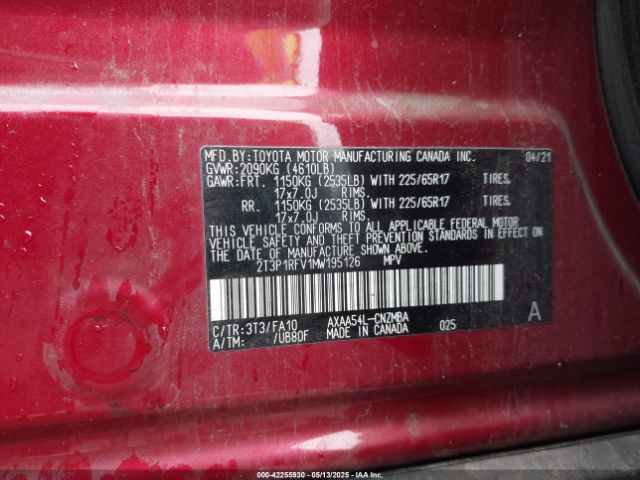 MFD.BY:TOYOTA MOTOR MANUFACTURING CANADA INC. 04/21
GVWR:2090KG (4610LB)
GAWR:FRT. 1150KG (2535LB) WITH 225/65R17 TIRES.
17x7.0J RIMS.
RR. 1150KG (2535LB) WITH 225/65R17 TIRES.
17x7.0J RIMS.
THIS VEHICLE CONFORMS TO ALL APPLICABLE FEDERAL MOTOR
VEHICLE SAFETY AND THEFT PREVENTION STANDARDS IN EFFECT ON
THE DATE OF MANUFACTURE SHOWN ABOVE.
2T3P1RFV1MW195126 MPV
C/TR:3T3/FA10 AXAA54L-CNZMBA 025 A
A/TM: /UB80F MADE IN CANADA
000-42255930 - 05/13/2025 - IAAI.COM